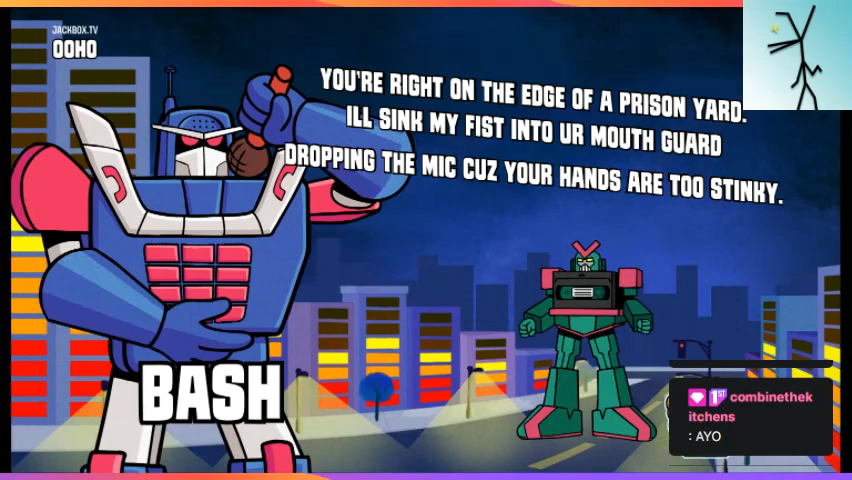 JACKBOX.TV
OOHO
YOU'RE RIGHT ON THE EDGE OF A PRISON YARD.
ILL SINK MY FIST INTO UR MOUTH GUARD
DROPPING THE MIC CUZ YOUR HANDS ARE TOO STINKY.
BASH
1ST combinethek
itchens
: AYO